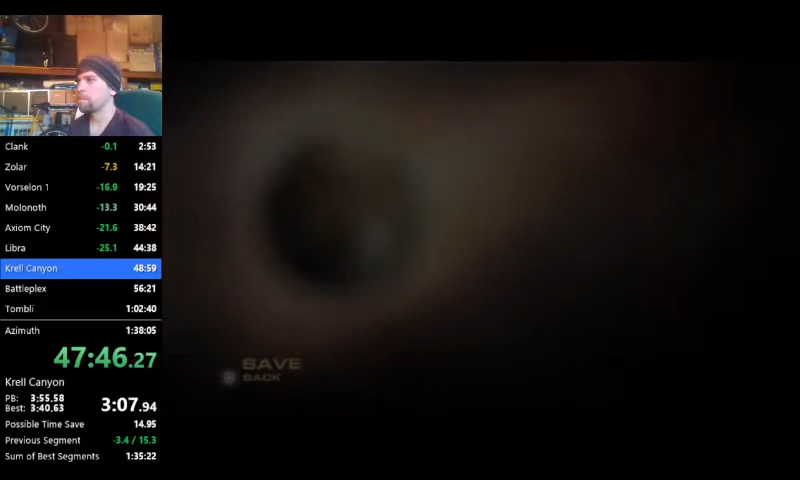 Clank -0.1 2:53
Zolar -7.3 14:21
Vorselon 1 -16.9 19:25
Molonoth -13.3 30:44
Axiom City -21.6 38:42
Libra -25.1 44:38
Krell Canyon 48:59
Battleplex 56:21
Tombli 1:02:40
Azimuth 1:38:05
47:46.27
Krell Canyon
PB: 3:55.58
Best: 3:40.63
3:07.94
Possible Time Save 14.95
Previous Segment -3.4 / 15.3
Sum of Best Segments 1:35:22
SAVE
BACK